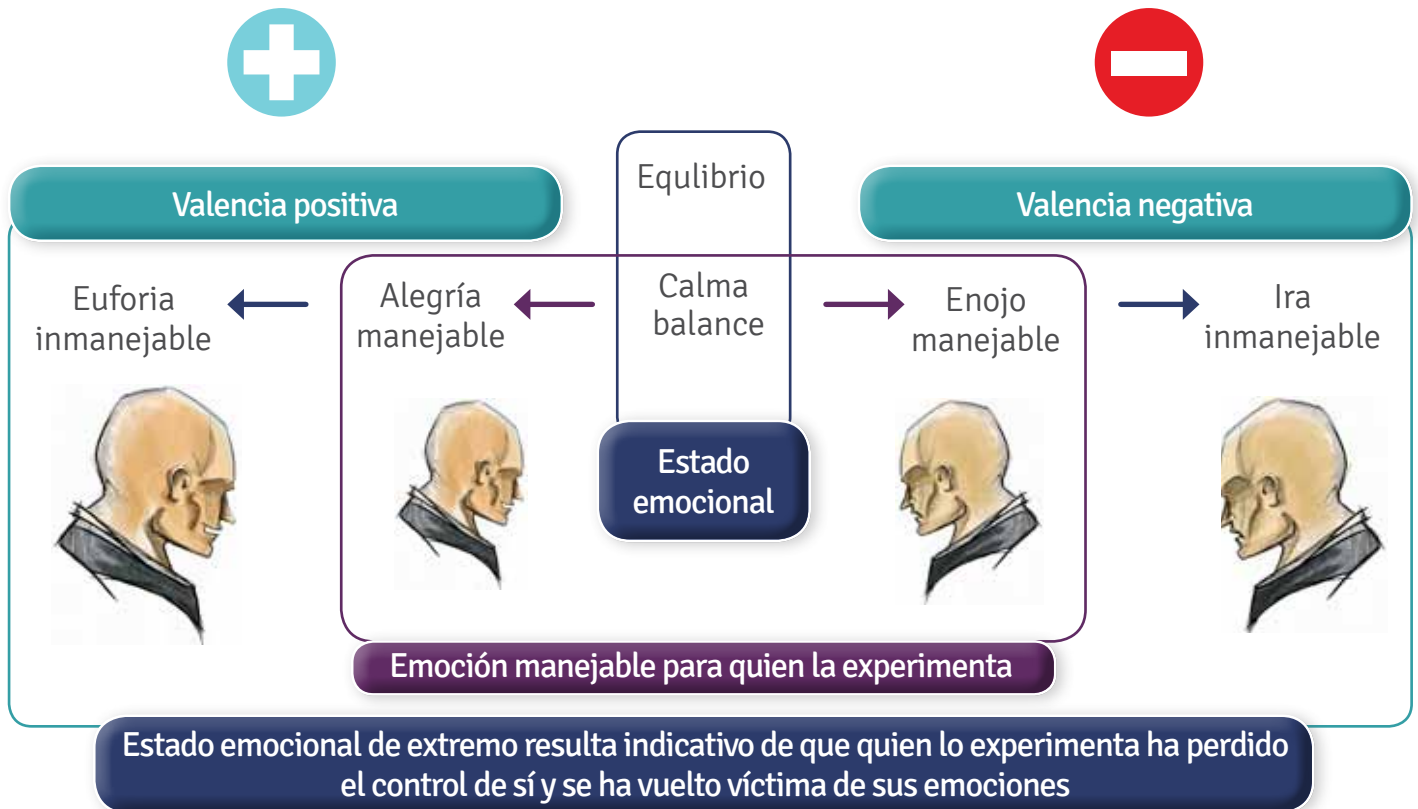 Equlibrio
Valencia positiva
Valencia negativa
Euforia
inmanejable
Alegría
manejable
Calma
balance
Enojo
manejable
Ira
inmanejable
Estado
emocional
Emoción manejable para quien la experimenta
Estado emocional de extremo resulta indicativo de que quien lo experimenta ha perdido
el control de sí y se ha vuelto víctima de sus emociones